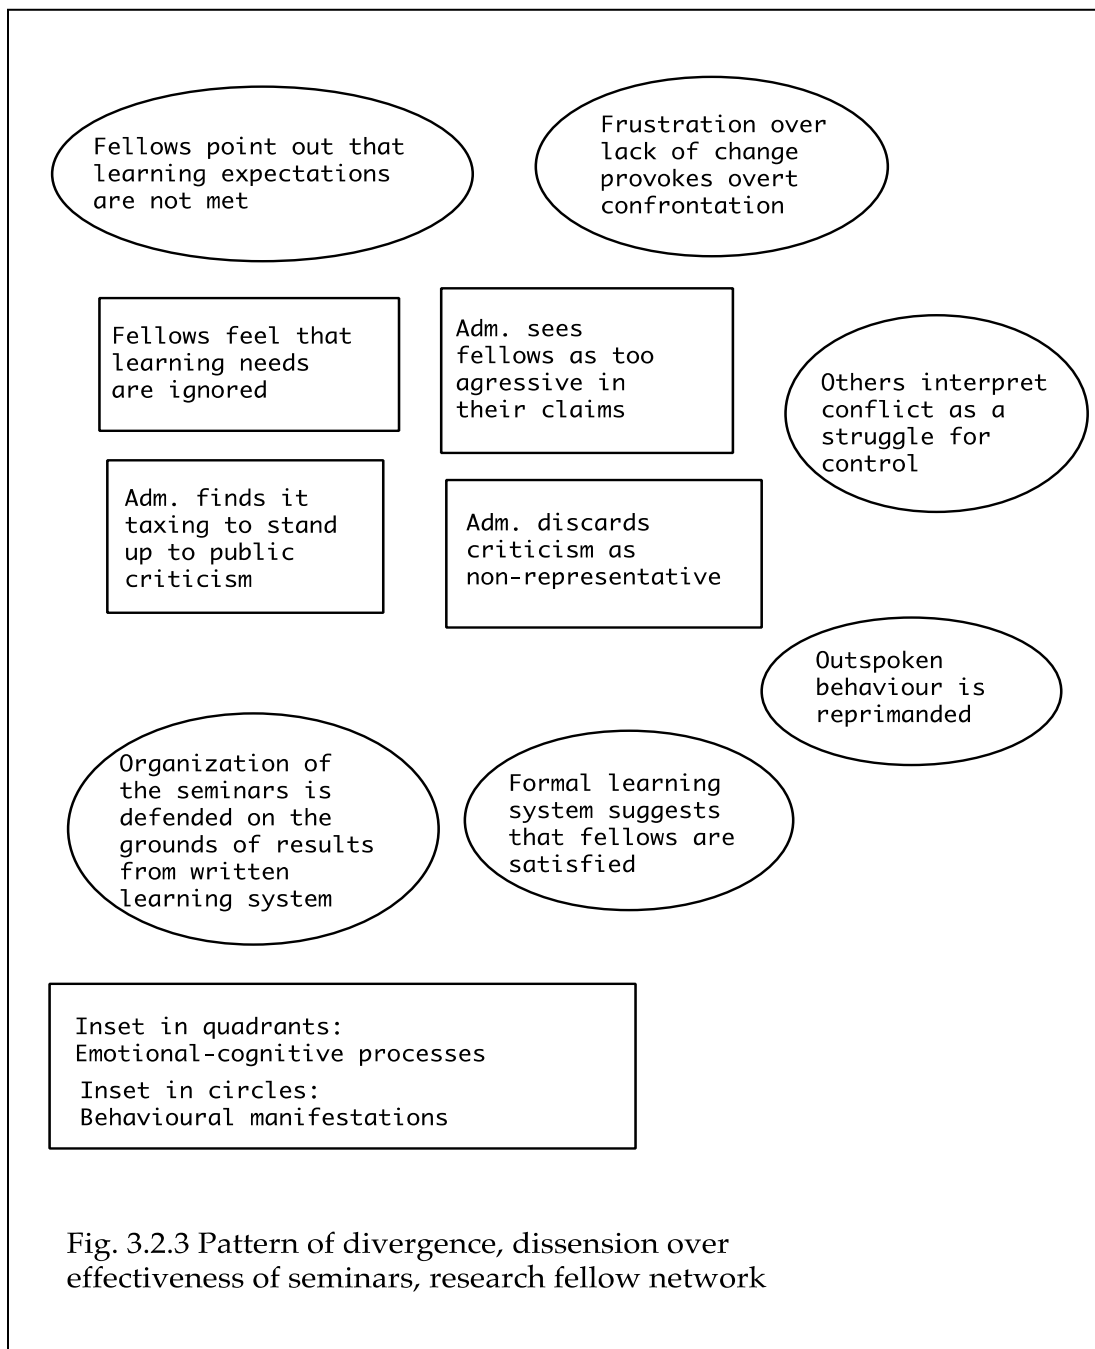 Fellows point out that
learning expectations
are not met
Frustration over
lack of change
provokes overt
confrontation
Fellows feel that
learning needs
are ignored
Adm. sees
fellows as too
agressive in
their claims
Others interpret
conflict as a
struggle for
control
Adm. finds it
taxing to stand
up to public
criticism
Adm. discards
criticism as
non-representative
Outspoken
behaviour is
reprimanded
Organization of
the seminars is
defended on the
grounds of results
from written
learning system
Formal learning
system suggests
that fellows are
satisfied
Inset in quadrants:
Emotional-cognitive processes
Inset in circles:
Behavioural manifestations
Fig. 3.2.3 Pattern of divergence, dissension over
effectiveness of seminars, research fellow network